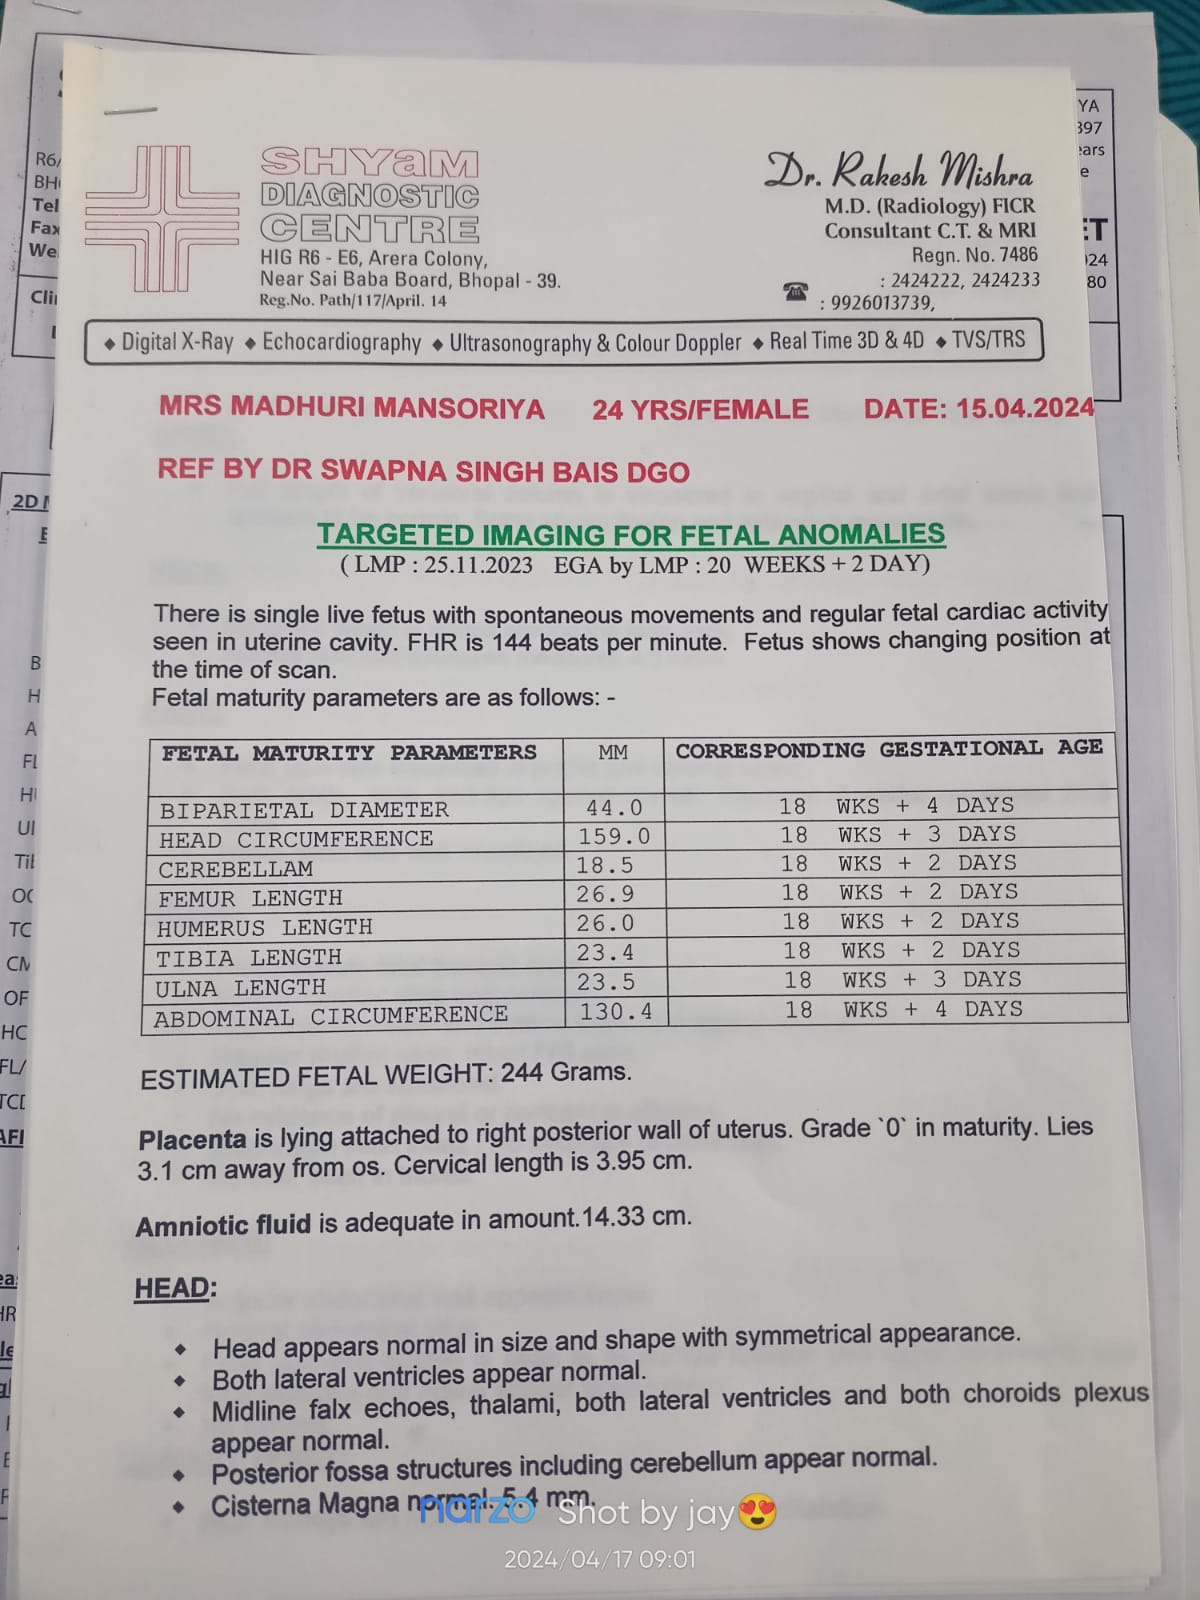 SHYaM
DIAGNOSTIC
CENTRE
HIG R6 - E6, Arera Colony,
Near Sai Baba Board, Bhopal - 39.
Reg.No. Path/117/April. 14
Dr. Rakesh Mishra
M.D. (Radiology) FICR
Consultant C.T. & MRI
Regn. No. 7486
☎ : 2424222, 2424233
: 9926013739,
◆ Digital X-Ray ◆ Echocardiography ◆ Ultrasonography & Colour Doppler ◆ Real Time 3D & 4D ◆ TVS/TRS
MRS MADHURI MANSORIYA 24 YRS/FEMALE DATE: 15.04.2024
REF BY DR SWAPNA SINGH BAIS DGO
TARGETED IMAGING FOR FETAL ANOMALIES
( LMP : 25.11.2023 EGA by LMP : 20 WEEKS + 2 DAY)
There is single live fetus with spontaneous movements and regular fetal cardiac activity
seen in uterine cavity. FHR is 144 beats per minute. Fetus shows changing position at
the time of scan.
Fetal maturity parameters are as follows: -
FETAL MATURITY PARAMETERS MM CORRESPONDING GESTATIONAL AGE
BIPARIETAL DIAMETER 44.0 18 WKS + 4 DAYS
HEAD CIRCUMFERENCE 159.0 18 WKS + 3 DAYS
CEREBELLAM 18.5 18 WKS + 2 DAYS
FEMUR LENGTH 26.9 18 WKS + 2 DAYS
HUMERUS LENGTH 26.0 18 WKS + 2 DAYS
TIBIA LENGTH 23.4 18 WKS + 2 DAYS
ULNA LENGTH 23.5 18 WKS + 3 DAYS
ABDOMINAL CIRCUMFERENCE 130.4 18 WKS + 4 DAYS
ESTIMATED FETAL WEIGHT: 244 Grams.
Placenta is lying attached to right posterior wall of uterus. Grade `0` in maturity. Lies
3.1 cm away from os. Cervical length is 3.95 cm.
Amniotic fluid is adequate in amount.14.33 cm.
HEAD:
◆ Head appears normal in size and shape with symmetrical appearance.
◆ Both lateral ventricles appear normal.
◆ Midline falx echoes, thalami, both lateral ventricles and both choroids plexus
appear normal.
◆ Posterior fossa structures including cerebellum appear normal.
◆ Cisterna Magna normal 5.4 mm.
narzo Shot by jay😍
2024/04/17 09:01